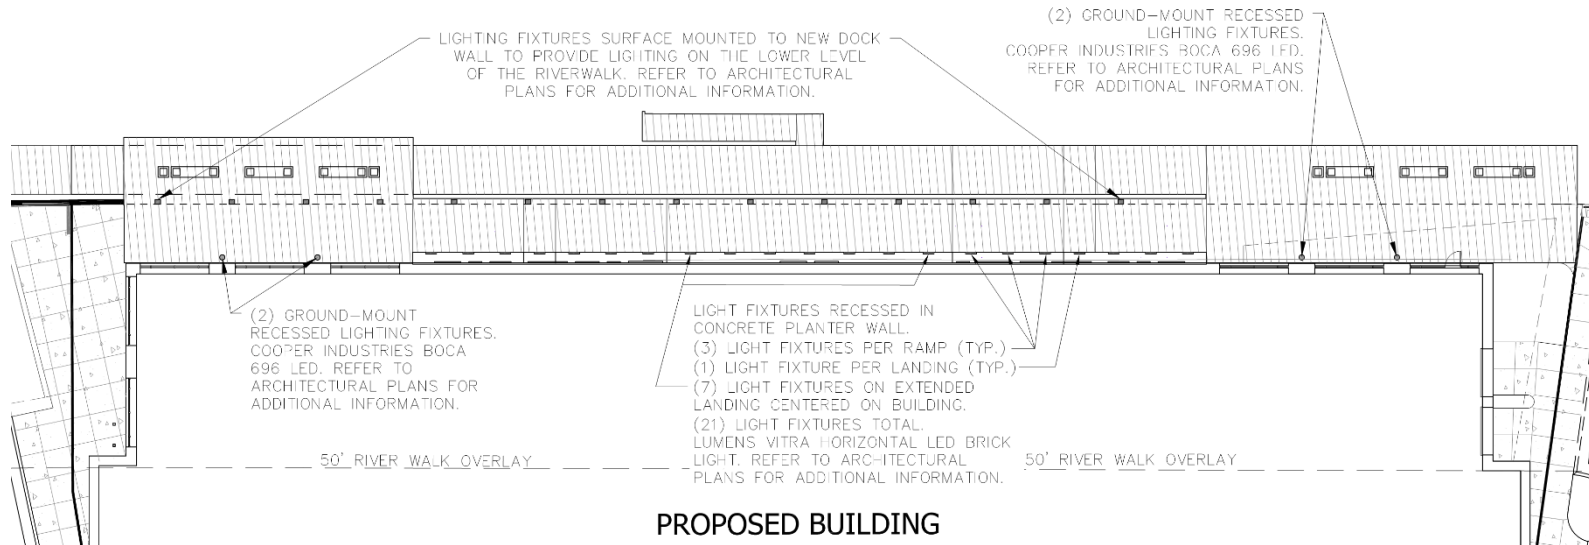 LIGHTING FIXTURES SURFACE MOUNTED TO NEW DOCK
WALL TO PROVIDE LIGHTING ON THE LOWER LEVEL
OF THE RIVERWALK. REFER TO ARCHITECTURAL
PLANS FOR ADDITIONAL INFORMATION.
(2) GROUND-MOUNT RECESSED
LIGHTING FIXTURES.
COOPER INDUSTRIES BOCA 696 LED.
REFER TO ARCHITECTURAL PLANS
FOR ADDITIONAL INFORMATION.
(2) GROUND-MOUNT
RECESSED LIGHTING FIXTURES.
COOPER INDUSTRIES BOCA
696 LED. REFER TO
ARCHITECTURAL PLANS FOR
ADDITIONAL INFORMATION.
LIGHT FIXTURES RECESSED IN
CONCRETE PLANTER WALL.
(3) LIGHT FIXTURES PER RAMP (TYP.)
(1) LIGHT FIXTURE PER LANDING (TYP.)
(7) LIGHT FIXTURES ON EXTENDED
LANDING CENTERED ON BUILDING.
(21) LIGHT FIXTURES TOTAL.
LUMENS VITRA HORIZONTAL LED BRICK
LIGHT. REFER TO ARCHITECTURAL
PLANS FOR ADDITIONAL INFORMATION.
50' RIVER WALK OVERLAY
50' RIVER WALK OVERLAY
PROPOSED BUILDING